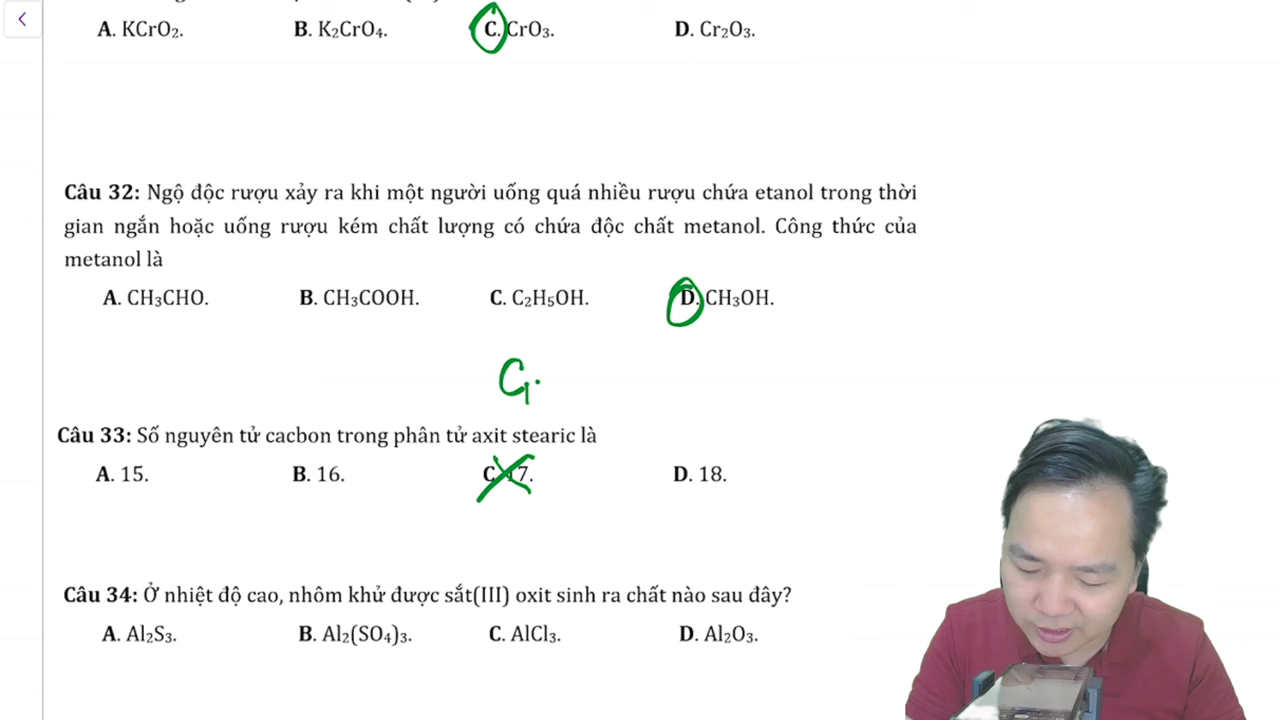 A. KCrO₂. B. K₂CrO₄. C. CrO₃. D. Cr₂O₃.
Câu 32: Ngộ độc rượu xảy ra khi một người uống quá nhiều rượu chứa etanol trong thời
gian ngắn hoặc uống rượu kém chất lượng có chứa độc chất metanol. Công thức của
metanol là
A. CH₃CHO. B. CH₃COOH. C. C₂H₅OH. D. CH₃OH.
Câu 33: Số nguyên tử cacbon trong phân tử axit stearic là
A. 15. B. 16. C. 17. D. 18.
Câu 34: Ở nhiệt độ cao, nhôm khử được sắt(III) oxit sinh ra chất nào sau đây?
A. Al₂S₃. B. Al₂(SO₄)₃. C. AlCl₃. D. Al₂O₃.